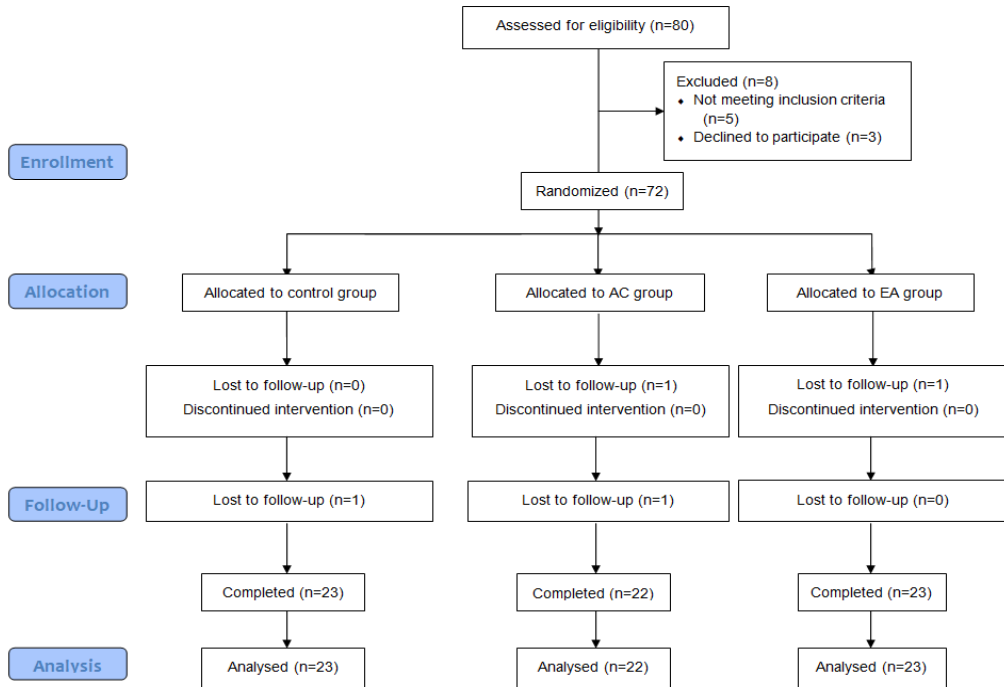 Assessed for eligibility (n=80)
Excluded (n=8)
• Not meeting inclusion criteria
(n=5)
• Declined to participate (n=3)
Enrollment
Randomized (n=72)
Allocation
Allocated to control group
Allocated to AC group
Allocated to EA group
Lost to follow-up (n=0)
Discontinued intervention (n=0)
Lost to follow-up (n=1)
Discontinued intervention (n=0)
Lost to follow-up (n=1)
Discontinued intervention (n=0)
Follow-Up
Lost to follow-up (n=1)
Lost to follow-up (n=1)
Lost to follow-up (n=0)
Completed (n=23)
Completed (n=22)
Completed (n=23)
Analysis
Analysed (n=23)
Analysed (n=22)
Analysed (n=23)